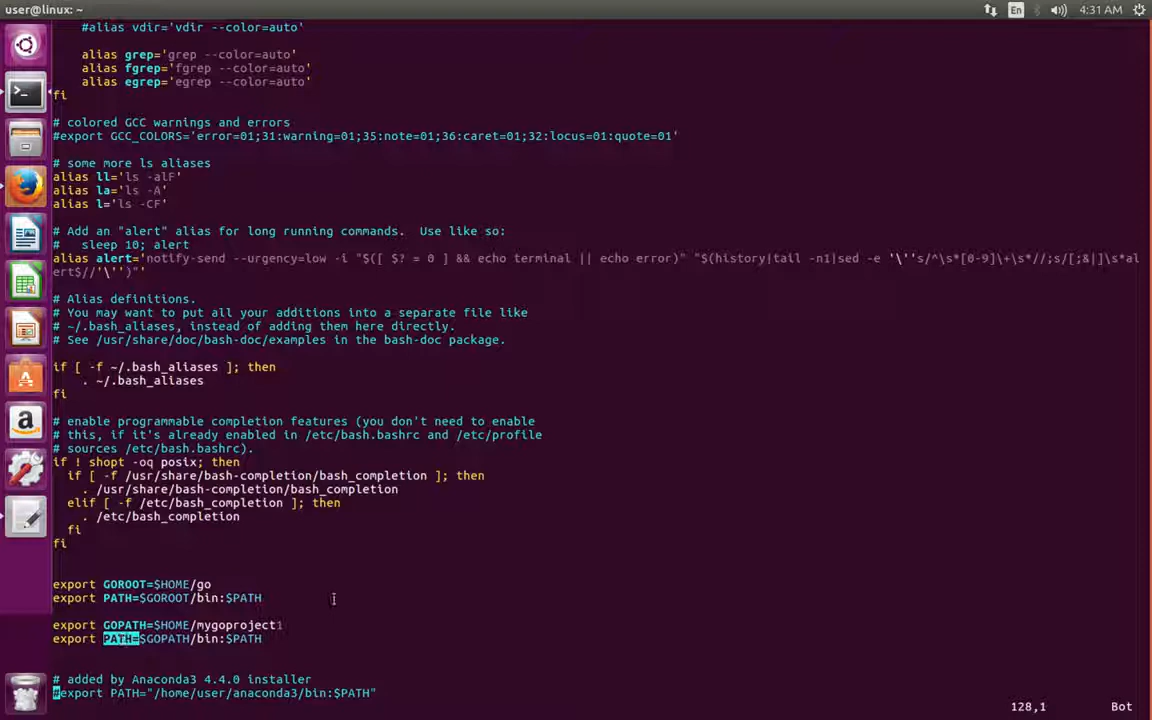 user@linux: ~
En
4:31 AM
#alias vdir='vdir --color=auto'
alias grep='grep --color=auto'
alias fgrep='fgrep --color=auto'
alias egrep='egrep --color=auto'
fi
# colored GCC warnings and errors
#export GCC_COLORS='error=01;31:warning=01;35:note=01;36:caret=01;32:locus=01:quote=01'
# some more ls aliases
alias ll='ls -alF'
alias la='ls -A'
alias l='ls -CF'
# Add an "alert" alias for long running commands.  Use like so:
#   sleep 10; alert
alias alert='notify-send --urgency=low -i "$([ $? = 0 ] && echo terminal || echo error)" "$(history|tail -n1|sed -e '\''s/^\s*[0-9]\+\s*//;s/[;&|]\s*al
ert$//'\'')"'
# Alias definitions.
# You may want to put all your additions into a separate file like
# ~/.bash_aliases, instead of adding them here directly.
# See /usr/share/doc/bash-doc/examples in the bash-doc package.
if [ -f ~/.bash_aliases ]; then
. ~/.bash_aliases
fi
# enable programmable completion features (you don't need to enable
# this, if it's already enabled in /etc/bash.bashrc and /etc/profile
# sources /etc/bash.bashrc).
if ! shopt -oq posix; then
if [ -f /usr/share/bash-completion/bash_completion ]; then
. /usr/share/bash-completion/bash_completion
elif [ -f /etc/bash_completion ]; then
. /etc/bash_completion
fi
fi
export GOROOT=$HOME/go
export PATH=$GOROOT/bin:$PATH
export GOPATH=$HOME/mygoproject1
export PATH=$GOPATH/bin:$PATH
# added by Anaconda3 4.4.0 installer
#export PATH="/home/user/anaconda3/bin:$PATH"
128,1
Bot